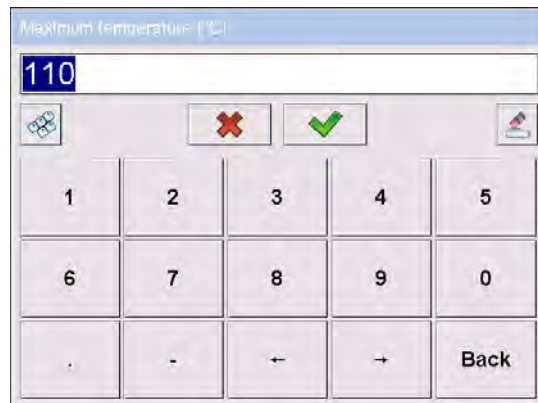 Maximum temperature [°C]
110
1 2 3 4 5
6 7 8 9 0
. - ← → Back